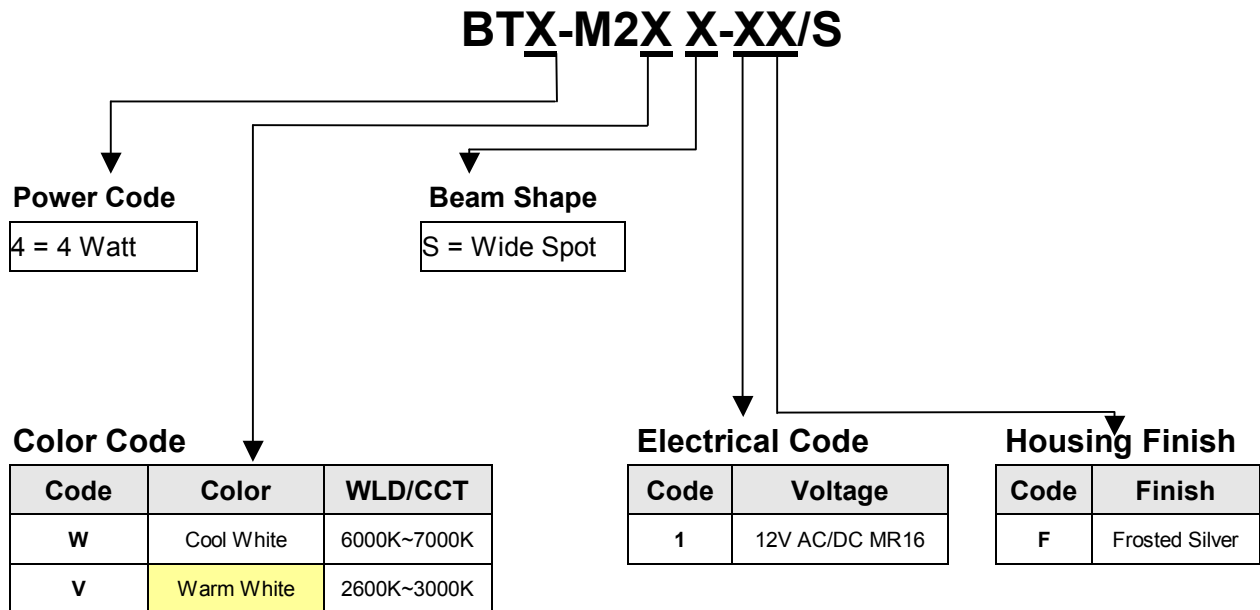 BTX-M2X X-XX/S
Power Code
4 = 4 Watt
Beam Shape
S = Wide Spot
Color Code
Code Color WLD/CCT
W Cool White 6000K~7000K
V Warm White 2600K~3000K
Electrical Code
Code Voltage
1 12V AC/DC MR16
Housing Finish
Code Finish
F Frosted Silver